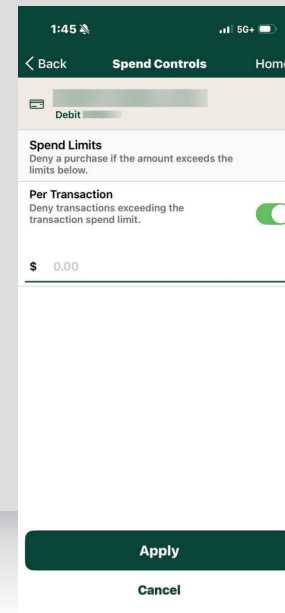 1:45 5G+
Back Spend Controls Home
Debit
Spend Limits
Deny a purchase if the amount exceeds the
limits below.
Per Transaction
Deny transactions exceeding the
transaction spend limit.
$ 0.00
Apply
Cancel